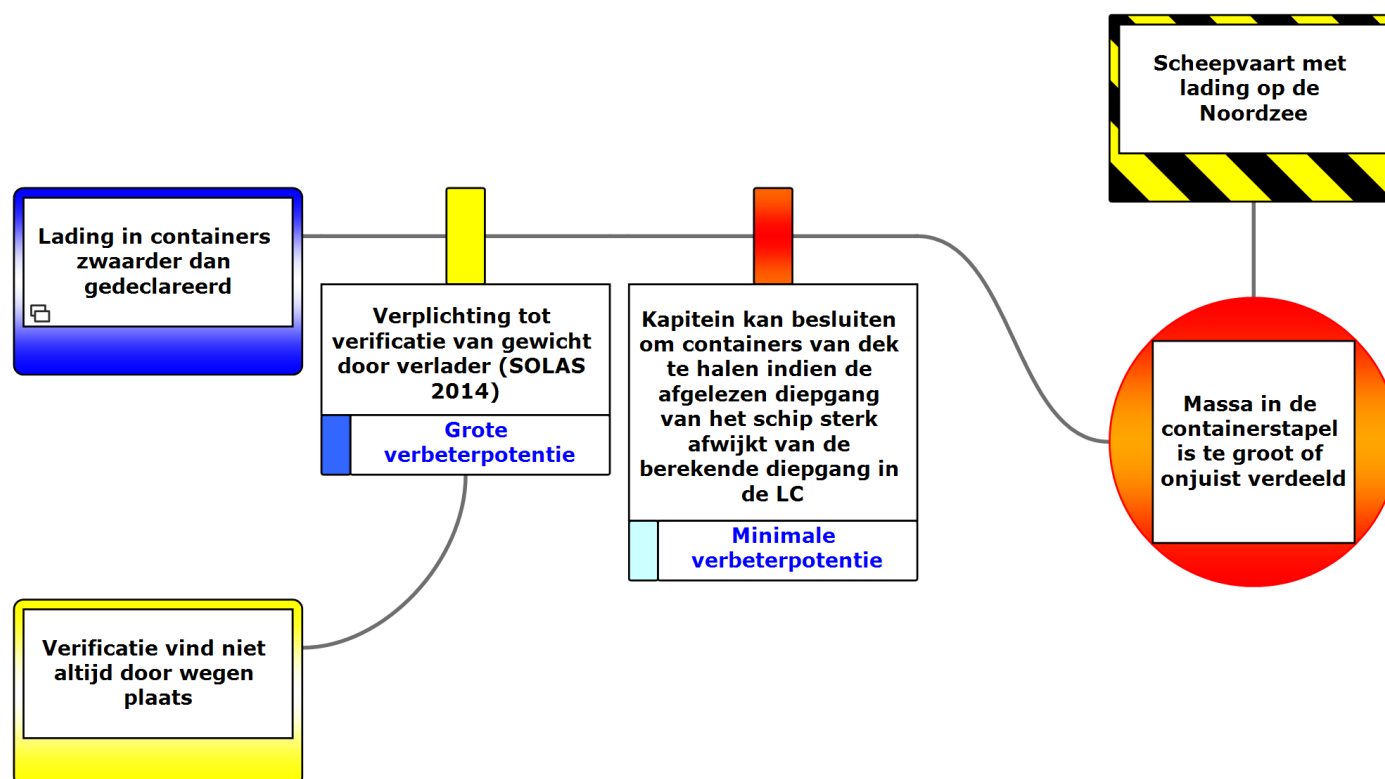 Scheepvaart met
lading op de
Noordzee
Lading in containers
zwaarder dan
gedeclareerd
Verplichting tot
verificatie van gewicht
door verlader (SOLAS
2014)
Grote
verbeterpotentie
Kapitein kan besluiten
om containers van dek
te halen indien de
afgelezen diepgang
van het schip sterk
afwijkt van de
berekende diepgang in
de LC
Minimale
verbeterpotentie
Massa in de
containerstapel
is te groot of
onjuist verdeeld
Verificatie vind niet
altijd door wegen
plaats